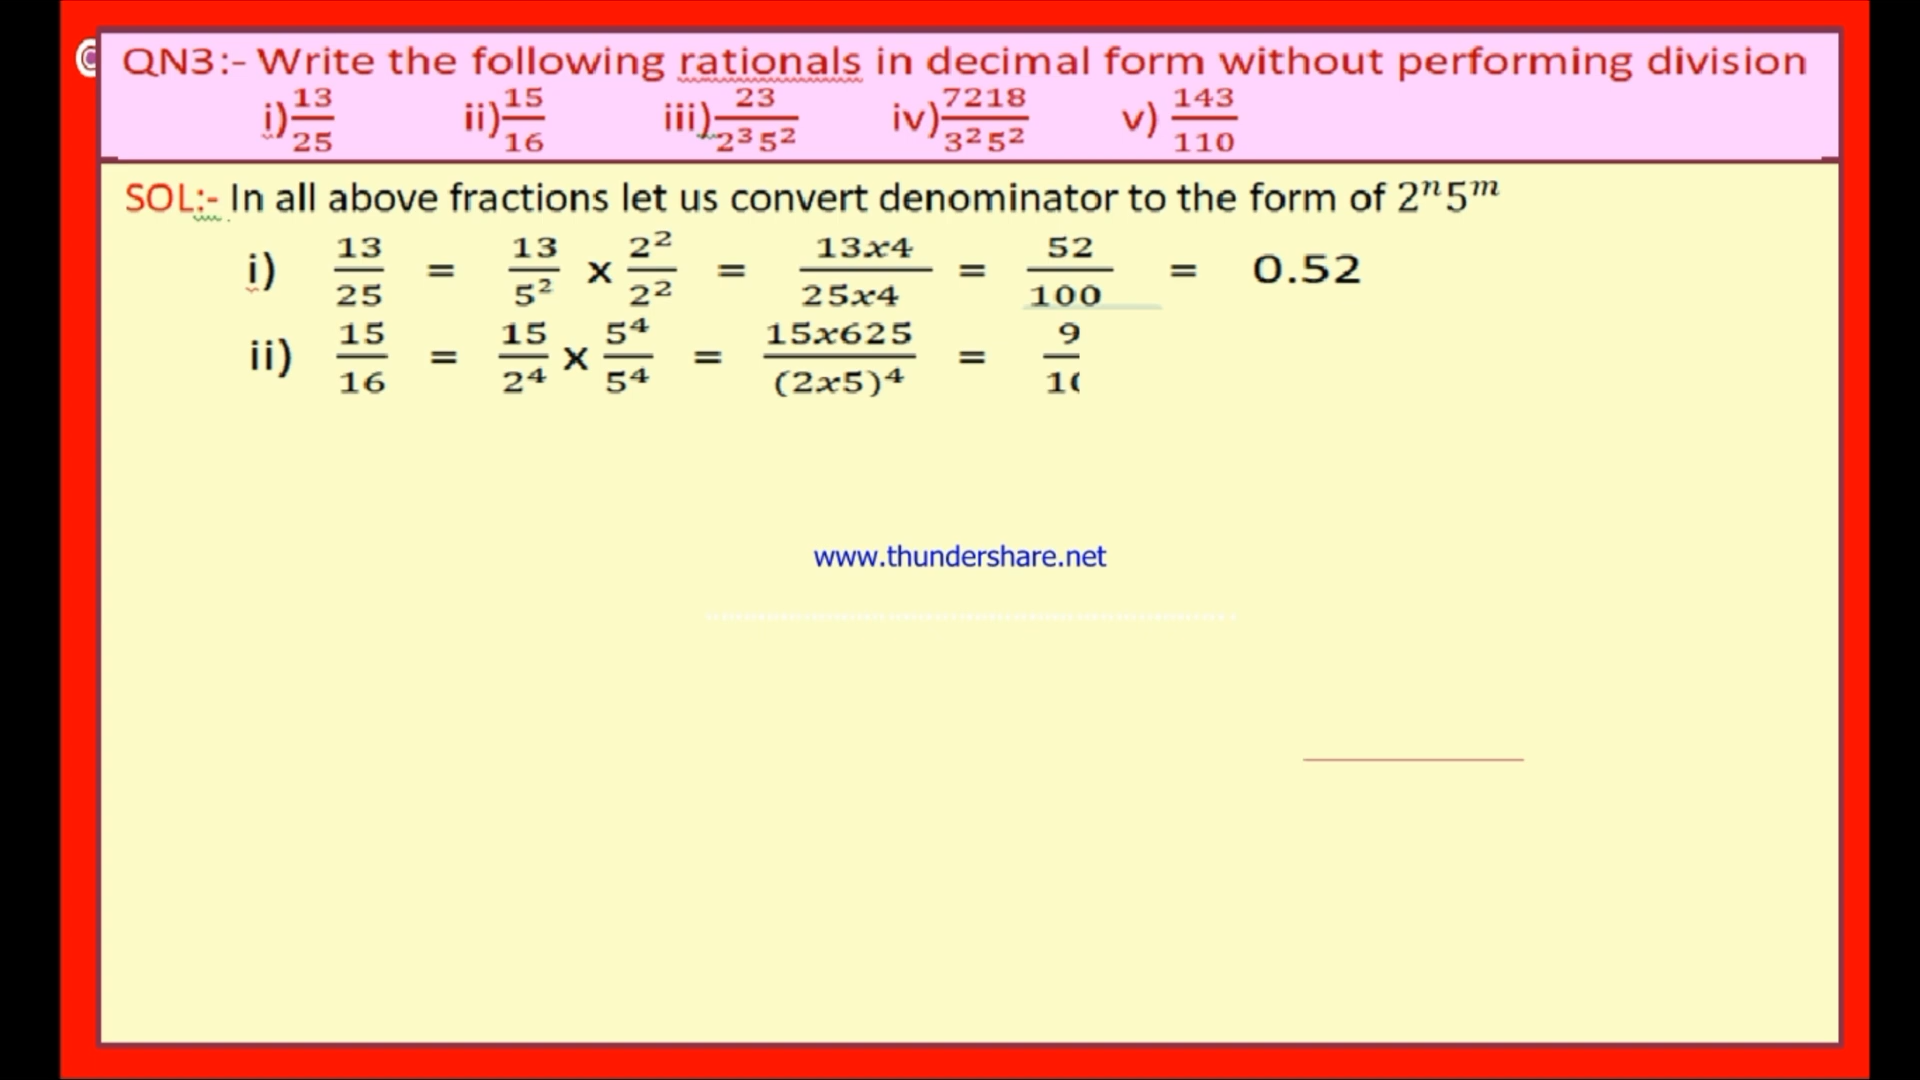 QN3:- Write the following rationals in decimal form without performing division
i) 13/25 ii) 15/16 iii) 23/2³5² iv) 7218/3²5² v) 143/110
SOL:- In all above fractions let us convert denominator to the form of 2ⁿ5ᵐ
i) 13/25 = 13/5² x 2²/2² = 13x4/25x4 = 52/100 = 0.52
ii) 15/16 = 15/2⁴ x 5⁴/5⁴ = 15x625/(2x5)⁴ = 9/1
www.thundershare.net